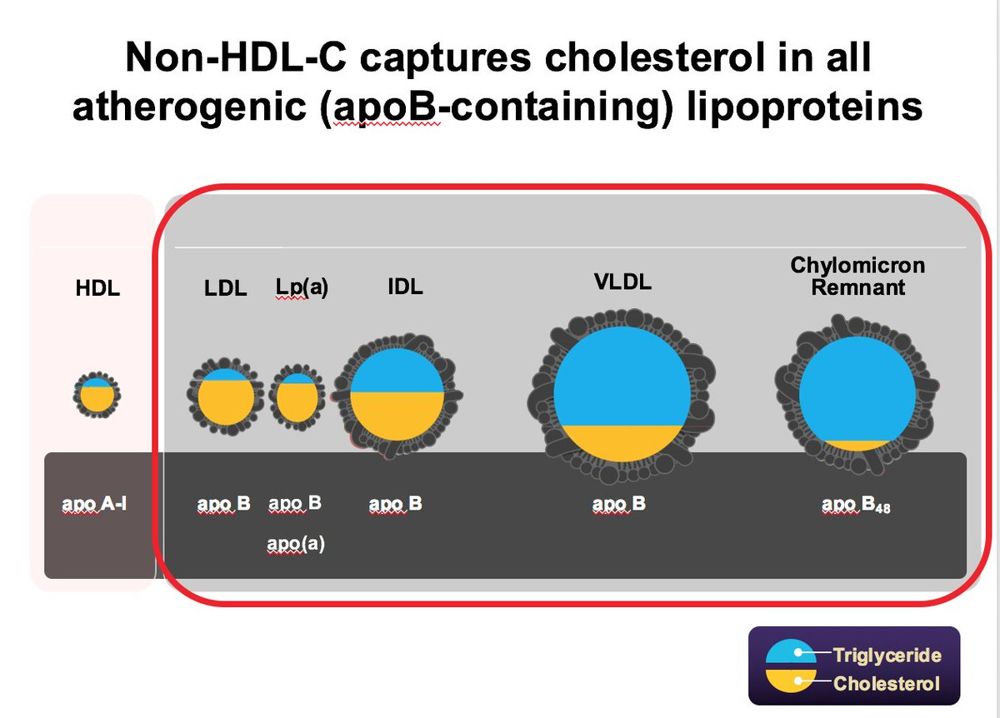 Non-HDL-C captures cholesterol in all
atherogenic (apoB-containing) lipoproteins
HDL
LDL
Lp(a)
IDL
VLDL
Chylomicron
Remnant
apo A-I
apo B
apo B
apo(a)
apo B
apo B
apo B48
Triglyceride
Cholesterol